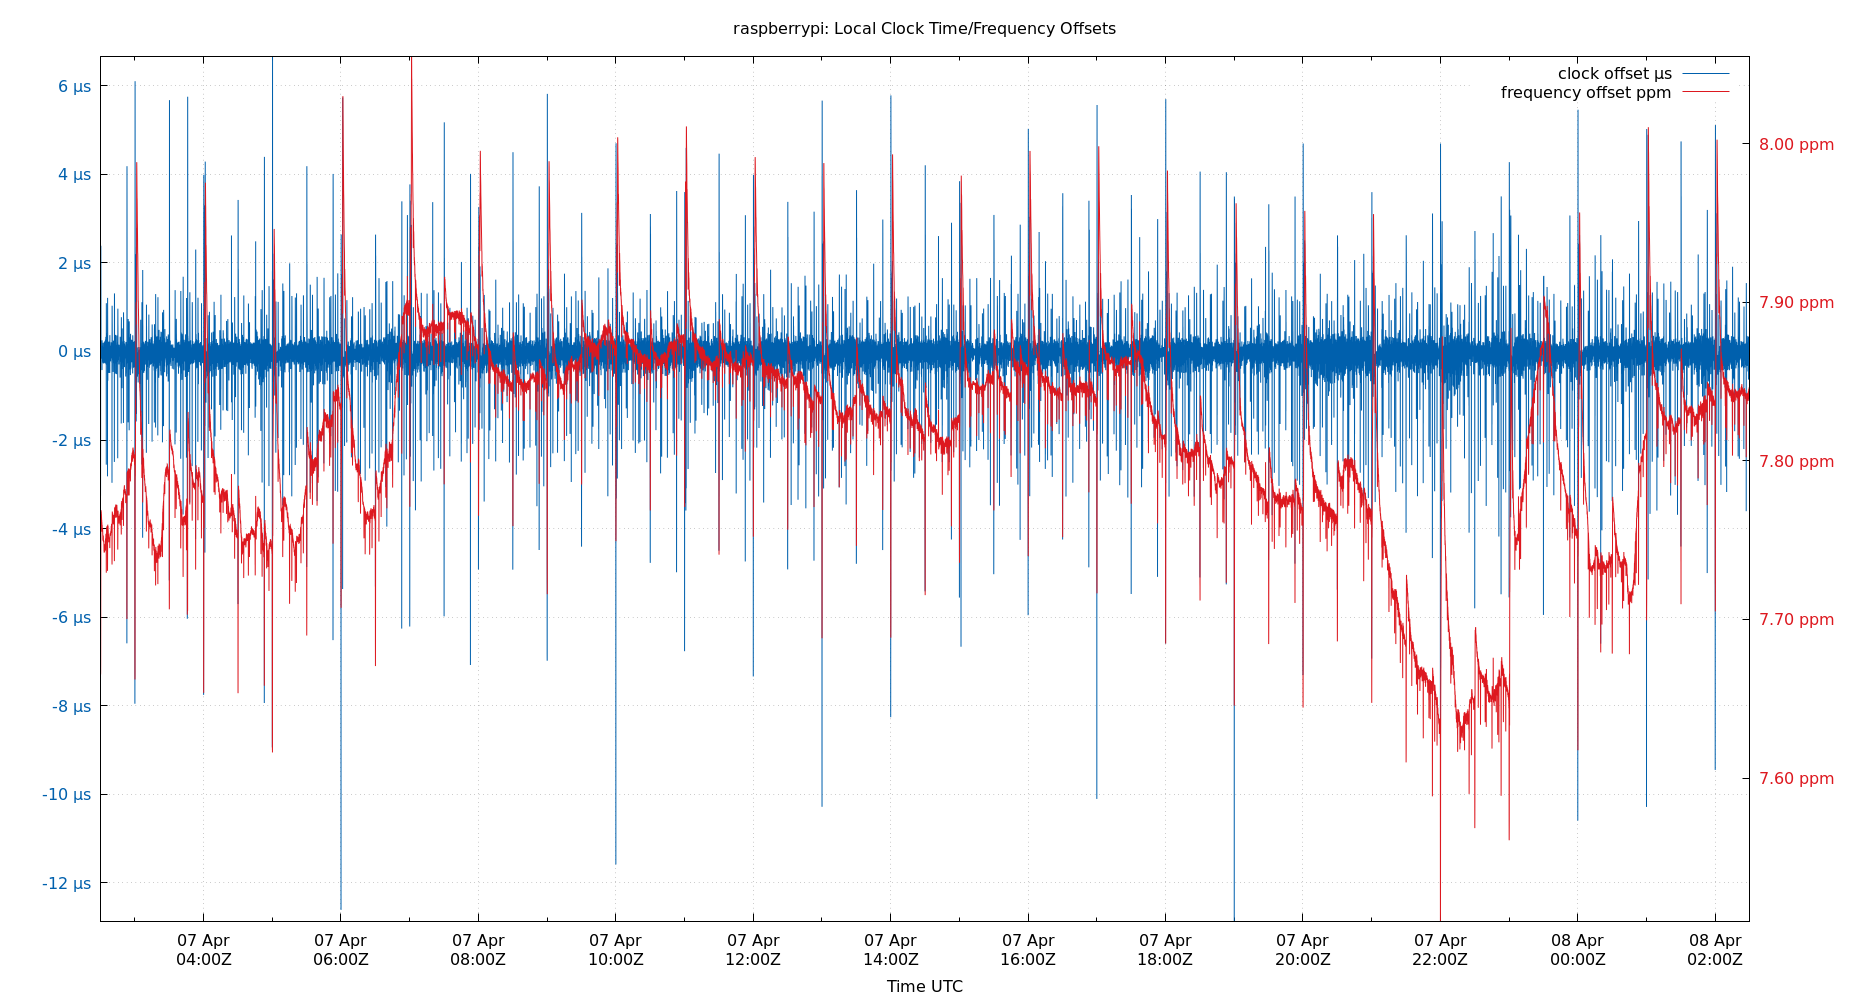 raspberrypi: Local Clock Time/Frequency Offsets
clock offset µs
frequency offset ppm
6 µs
4 µs
2 µs
0 µs
-2 µs
-4 µs
-6 µs
-8 µs
-10 µs
-12 µs
8.00 ppm
7.90 ppm
7.80 ppm
7.70 ppm
7.60 ppm
07 Apr 07 Apr 07 Apr 07 Apr 07 Apr 07 Apr 07 Apr 07 Apr 07 Apr 07 Apr 08 Apr 08 Apr
04:00Z 06:00Z 08:00Z 10:00Z 12:00Z 14:00Z 16:00Z 18:00Z 20:00Z 22:00Z 00:00Z 02:00Z
Time UTC